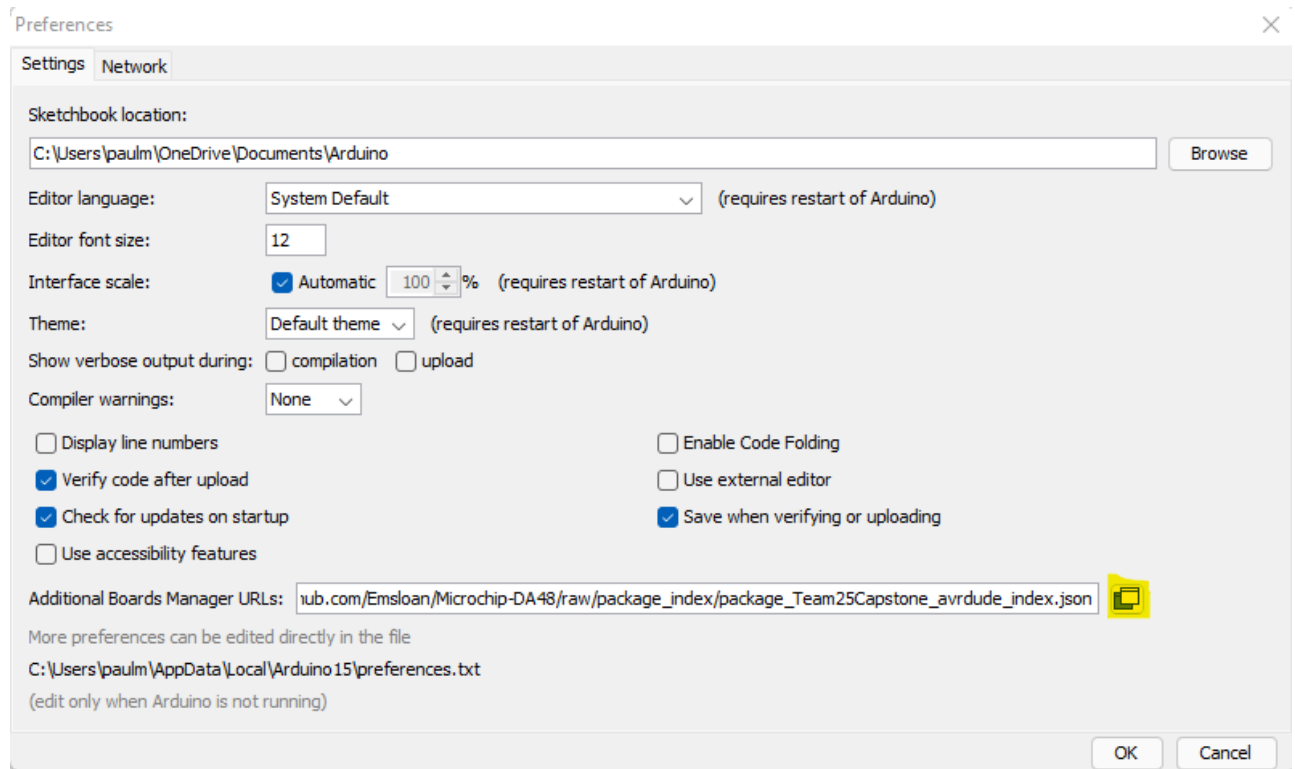 Preferences
Settings Network
Sketchbook location:
C:\Users\paulm\OneDrive\Documents\Arduino Browse
Editor language: System Default (requires restart of Arduino)
Editor font size: 12
Interface scale: Automatic 100 % (requires restart of Arduino)
Theme: Default theme (requires restart of Arduino)
Show verbose output during: compilation upload
Compiler warnings: None
Display line numbers Enable Code Folding
Verify code after upload Use external editor
Check for updates on startup Save when verifying or uploading
Use accessibility features
Additional Boards Manager URLs: hub.com/Emsloan/Microchip-DA48/raw/package_index/package_Team25Capstone_avrdude_index.json
More preferences can be edited directly in the file
C:\Users\paulm\AppData\Local\Arduino15\preferences.txt
(edit only when Arduino is not running)
OK Cancel